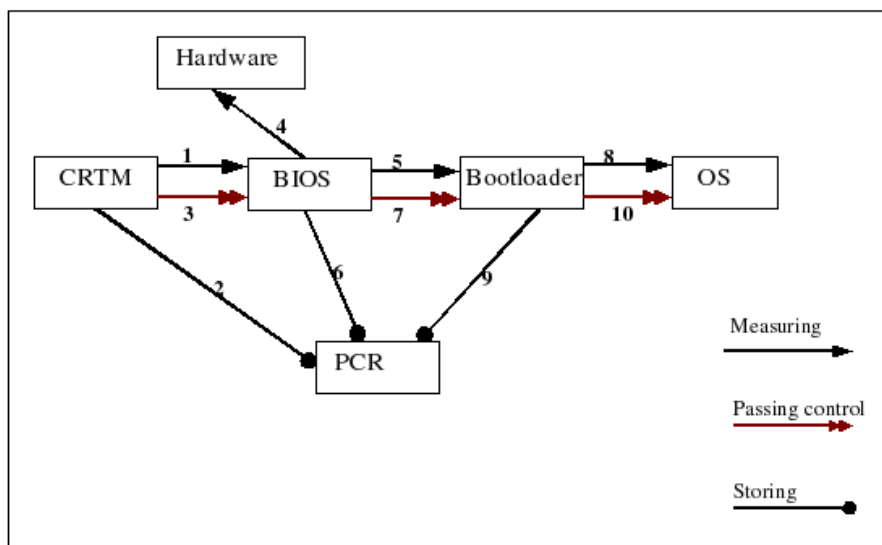 Hardware
4
1
5
8
CRTM
BIOS
Bootloader
OS
3
7
10
2
6
9
PCR
Measuring
Passing control
Storing